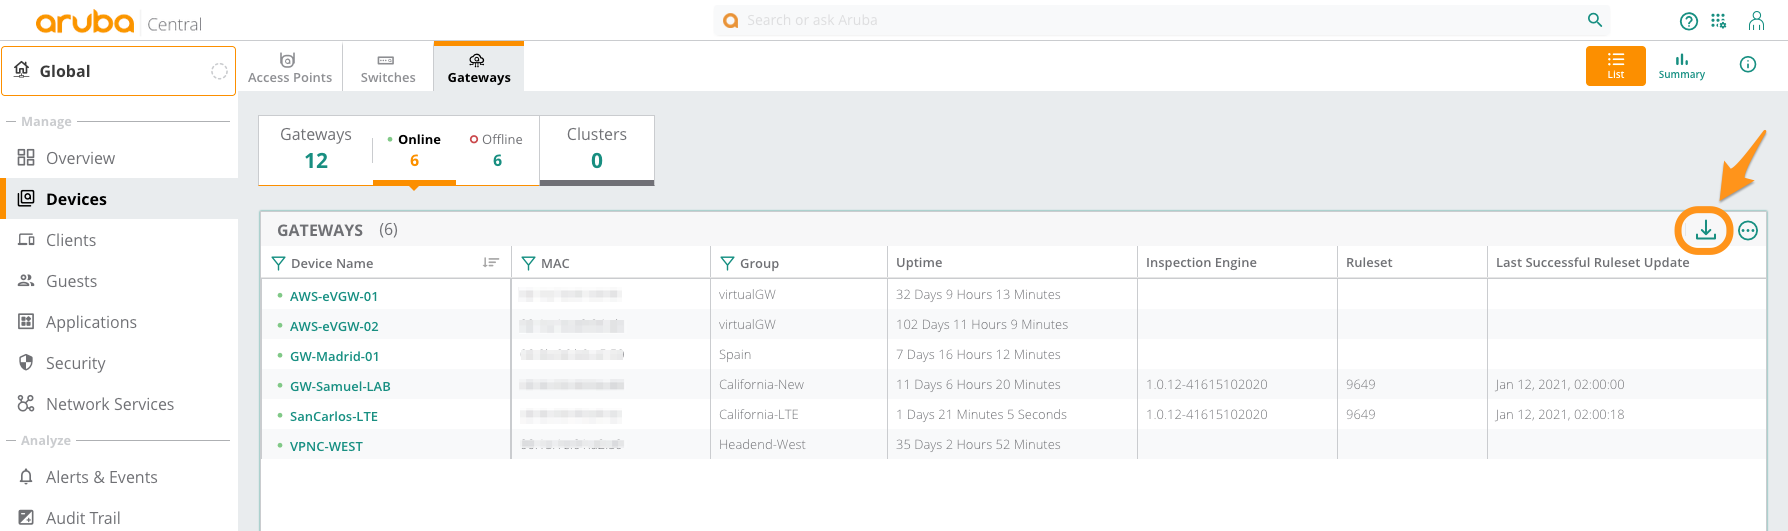 aruba Central
Search or ask Aruba
Global
Access Points
Switches
Gateways
List
Summary
Manage
Overview
Devices
Clients
Guests
Applications
Security
Network Services
Analyze
Alerts & Events
Audit Trail
Gateways
12
Online
6
Offline
6
Clusters
0
GATEWAYS (6)
Device Name MAC Group Uptime Inspection Engine Ruleset Last Successful Ruleset Update
AWS-eVGW-01 virtualGW 32 Days 9 Hours 13 Minutes
AWS-eVGW-02 virtualGW 102 Days 11 Hours 9 Minutes
GW-Madrid-01 Spain 7 Days 16 Hours 12 Minutes
GW-Samuel-LAB California-New 11 Days 6 Hours 20 Minutes 1.0.12-41615102020 9649 Jan 12, 2021, 02:00:00
SanCarlos-LTE California-LTE 1 Days 21 Minutes 5 Seconds 1.0.12-41615102020 9649 Jan 12, 2021, 02:00:18
VPNC-WEST Headend-West 35 Days 2 Hours 52 Minutes